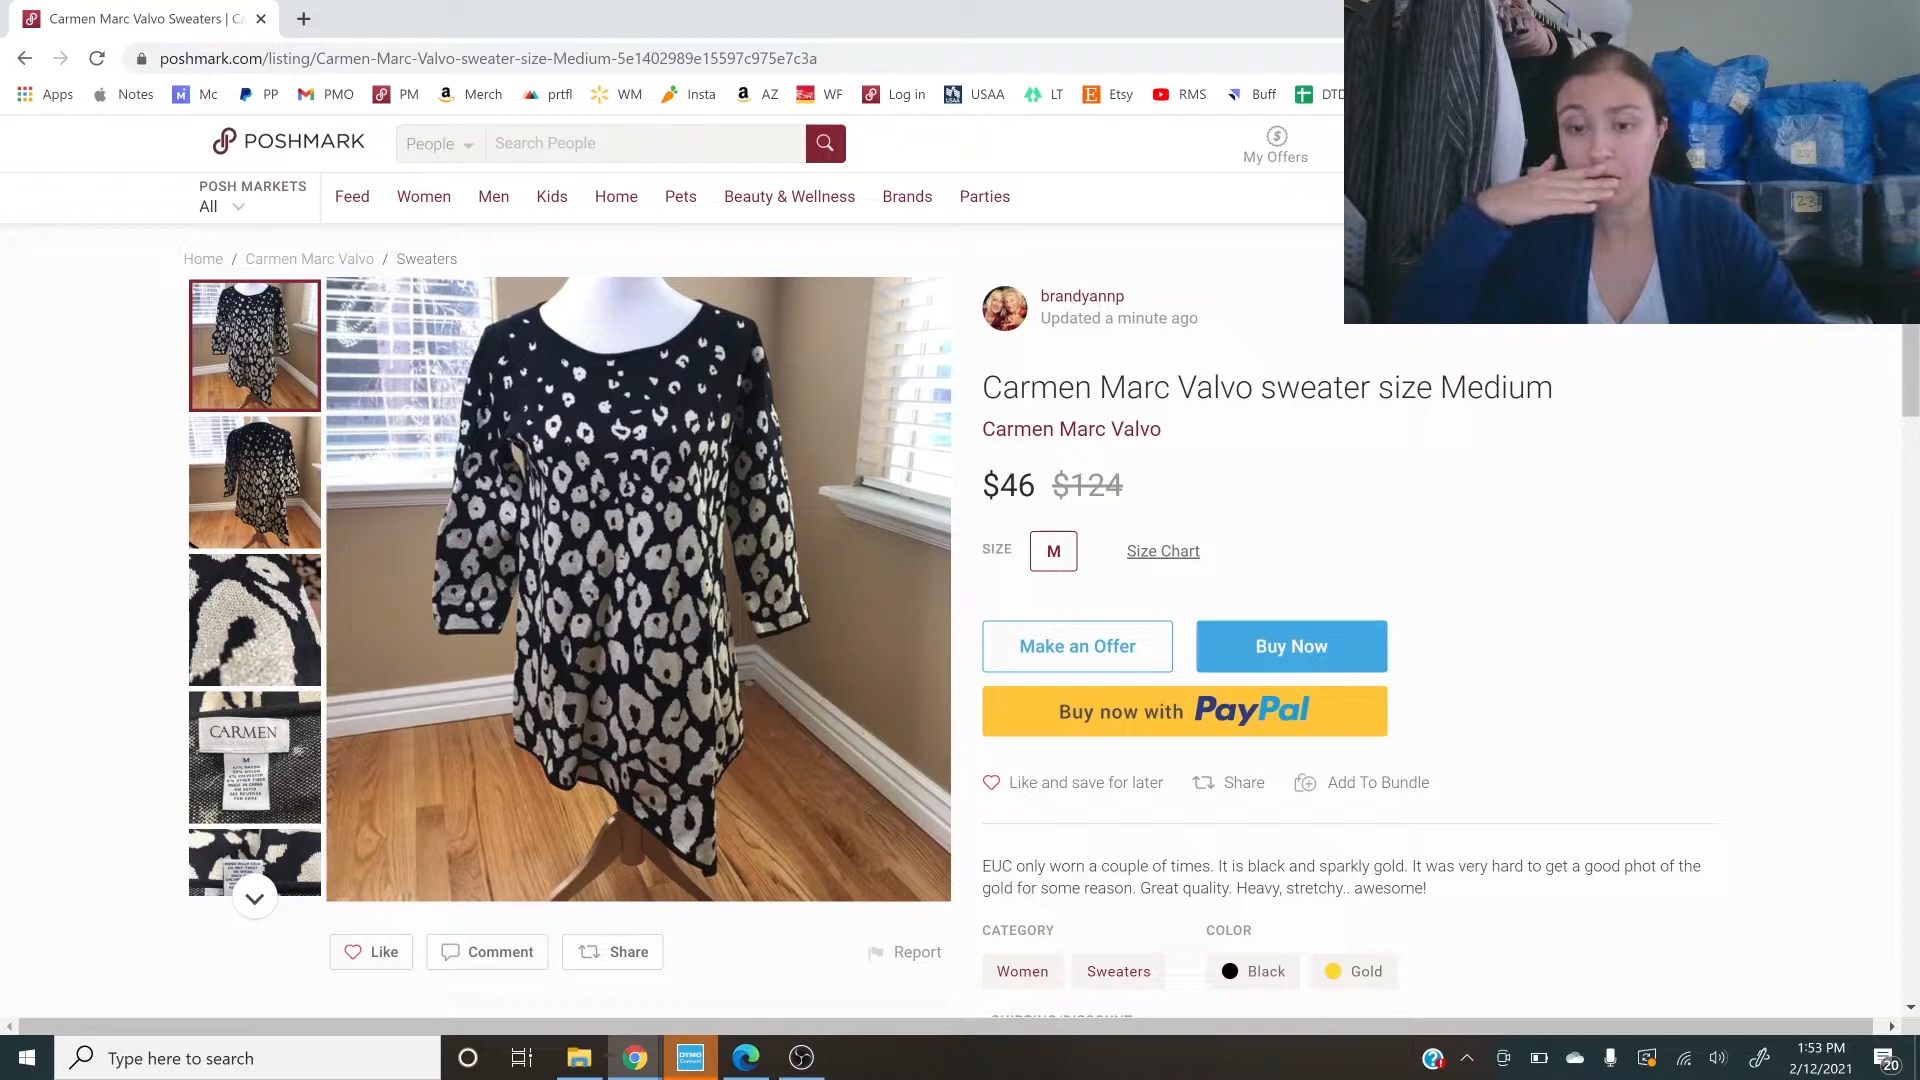 Carmen Marc Valvo Sweaters | Ca
poshmark.com/listing/Carmen-Marc-Valvo-sweater-size-Medium-5e1402989e15597c975e7c3a
Apps Notes Mc PP PMO PM Merch prtfl WM Insta AZ WF Log in USAA LT Etsy RMS Buff DTD
POSHMARK
People
Search People
My Offers
POSH MARKETS
All
Feed Women Men Kids Home Pets Beauty & Wellness Brands Parties
Home / Carmen Marc Valvo / Sweaters
brandyannp
Updated a minute ago
Carmen Marc Valvo sweater size Medium
Carmen Marc Valvo
$46 $124
SIZE M Size Chart
Make an Offer Buy Now
Buy now with PayPal
Like and save for later Share Add To Bundle
EUC only worn a couple of times. It is black and sparkly gold. It was very hard to get a good phot of the
gold for some reason. Great quality. Heavy, stretchy.. awesome!
CATEGORY COLOR
Women Sweaters Black Gold
CARMEN
M
Like Comment Share Report
23
Type here to search
DYMO
Connect
1:53 PM
2/12/2021
20